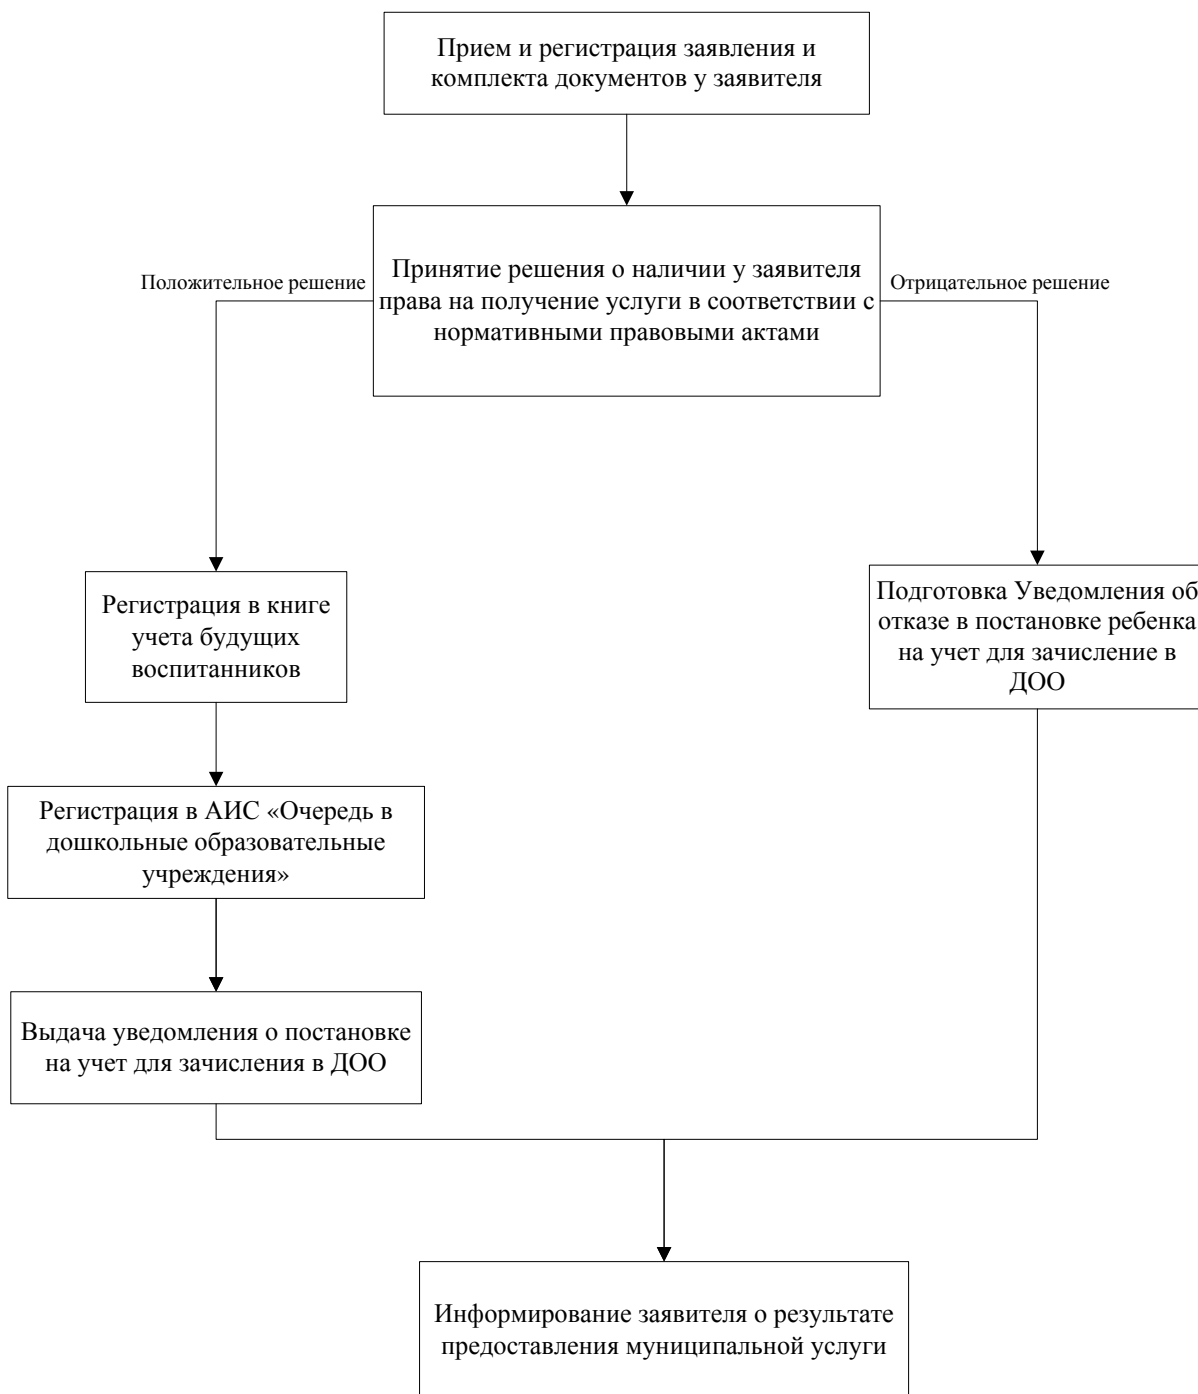 Прием и регистрация заявления и
комплекта документов у заявителя
Положительное решение
Принятие решения о наличии у заявителя
права на получение услуги в соответствии с
нормативными правовыми актами
Отрицательное решение
Регистрация в книге
учета будущих
воспитанников
Подготовка Уведомления об
отказе в постановке ребенка
на учет для зачисление в
ДОО
Регистрация в АИС «Очередь в
дошкольные образовательные
учреждения»
Выдача уведомления о постановке
на учет для зачисления в ДОО
Информирование заявителя о результате
предоставления муниципальной услуги